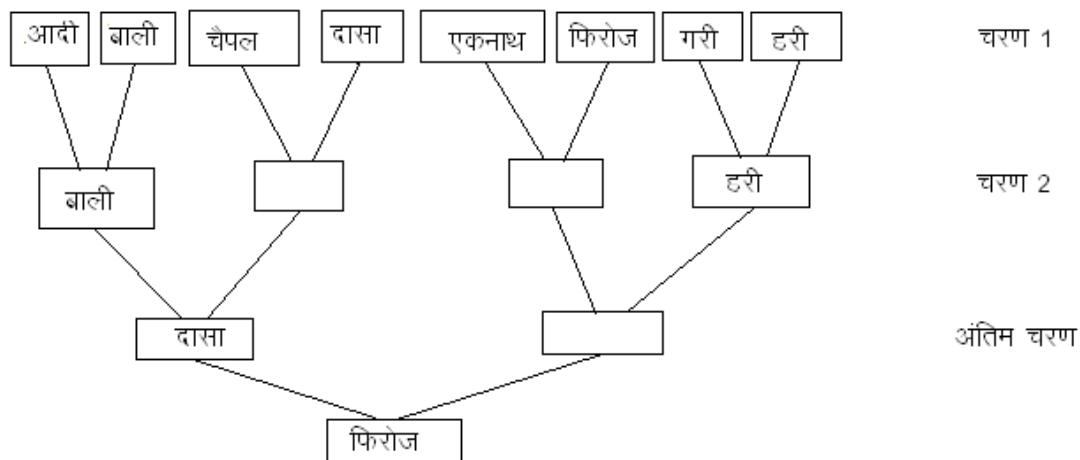 आदी बाली चैपल दासा एकनाथ फिरोज गरी हरी चरण 1
बाली हरी चरण 2
दासा अंतिम चरण
फिरोज